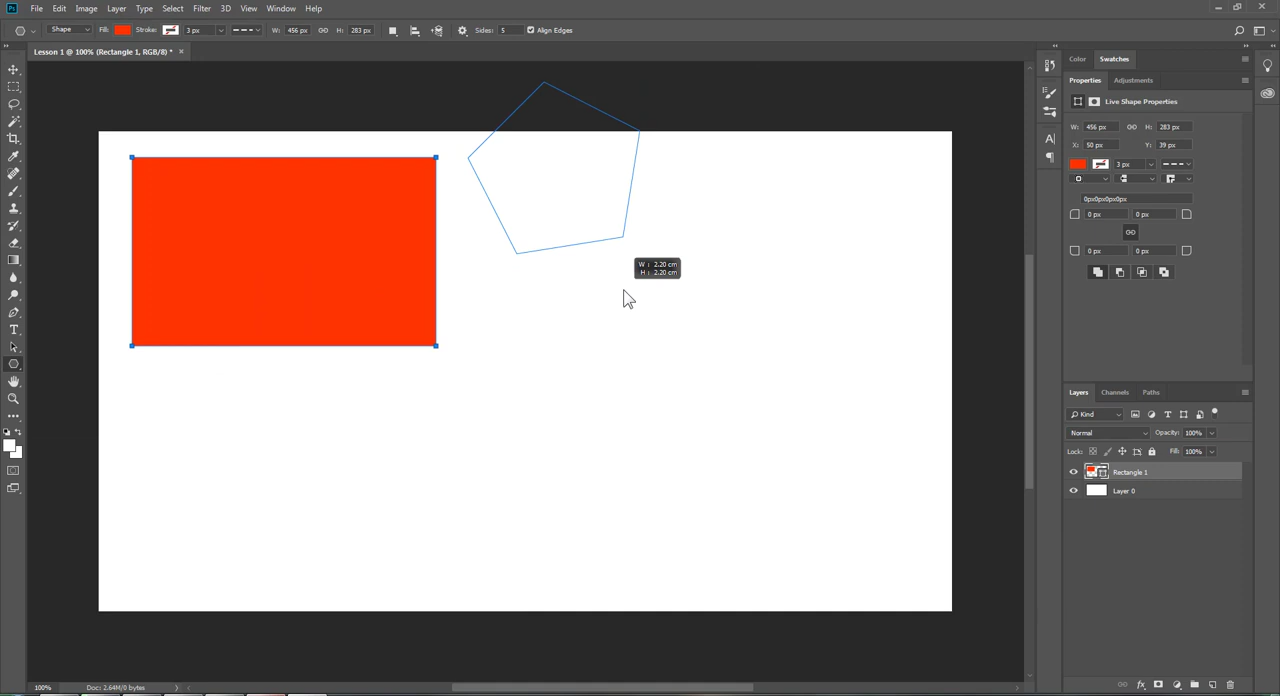 Ps File Edit Image Layer Type Select Filter 3D View Window Help
Shape Fill: Stroke: 3 px W: 456 px H: 283 px Sides: 5 Align Edges
Lesson 1 @ 100% (Rectangle 1, RGB/8) * ×
Color Swatches
Properties Adjustments
Live Shape Properties
W: 456 px H: 283 px
X: 50 px Y: 39 px
3 px
0px0px0px0px
0 px 0 px
0 px 0 px
W : 2.20 cm
H : 2.20 cm
Layers Channels Paths
Kind
Normal Opacity: 100%
Lock: Fill: 100%
Rectangle 1
Layer 0
fx
100% Doc: 2.64M/0 bytes